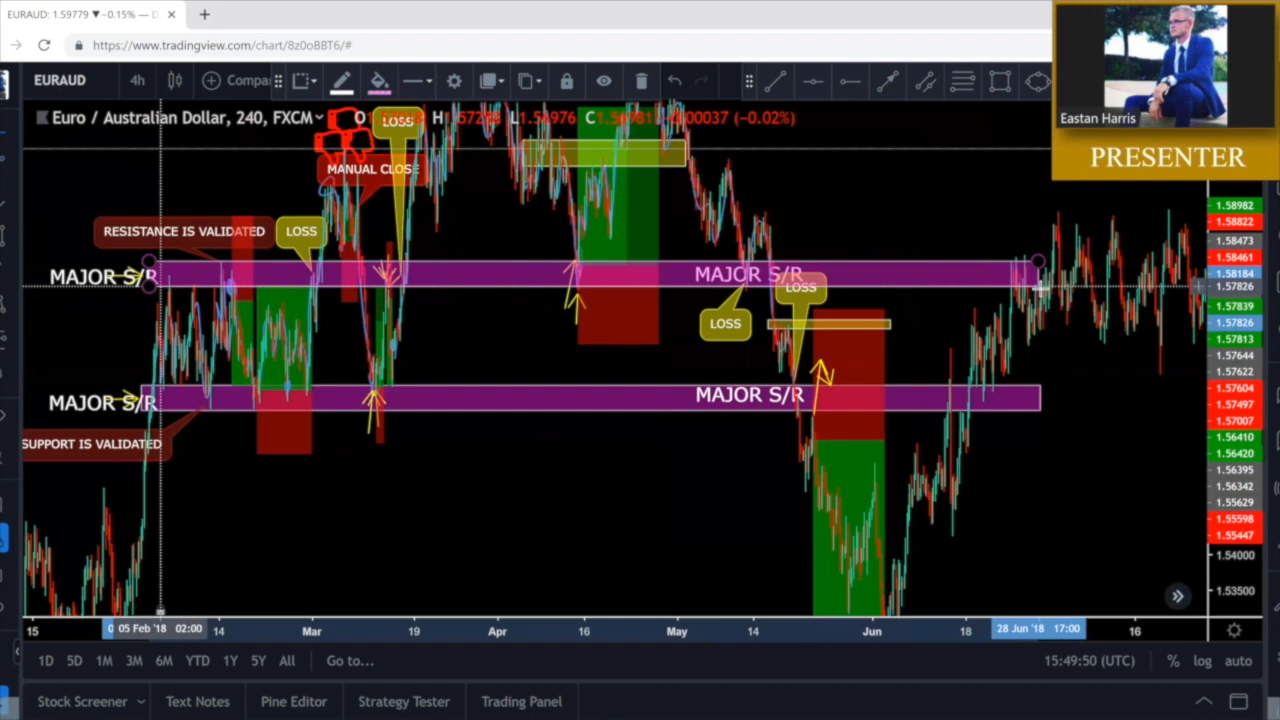 EURAUD: 1.59779 ▼ −0.15% —
https://www.tradingview.com/chart/8z0oBBT6/#
EURAUD
4h
Compa
Eastan Harris
PRESENTER
Euro / Australian Dollar, 240, FXCM
O
H
L1.56976
(−0.02%)
LOSS
MANUAL CLOSE
RESISTANCE IS VALIDATED
LOSS
MAJOR S/R
MAJOR S/R
LOSS
LOSS
MAJOR S/R
MAJOR S/R
SUPPORT IS VALIDATED
1.58982
1.58822
1.58473
1.58461
1.58184
1.57826
1.57839
1.57826
1.57813
1.57644
1.57622
1.57604
1.57497
1.57007
1.56410
1.56420
1.56395
1.56342
1.55629
1.55598
1.55447
1.54000
1.53500
15
05 Feb '18 02:00
14
Mar
19
Apr
16
May
14
Jun
18
28 Jun '18 17:00
16
1D 5D 1M 3M 6M YTD 1Y 5Y All Go to...
15:49:50 (UTC) % log auto
Stock Screener Text Notes Pine Editor Strategy Tester Trading Panel